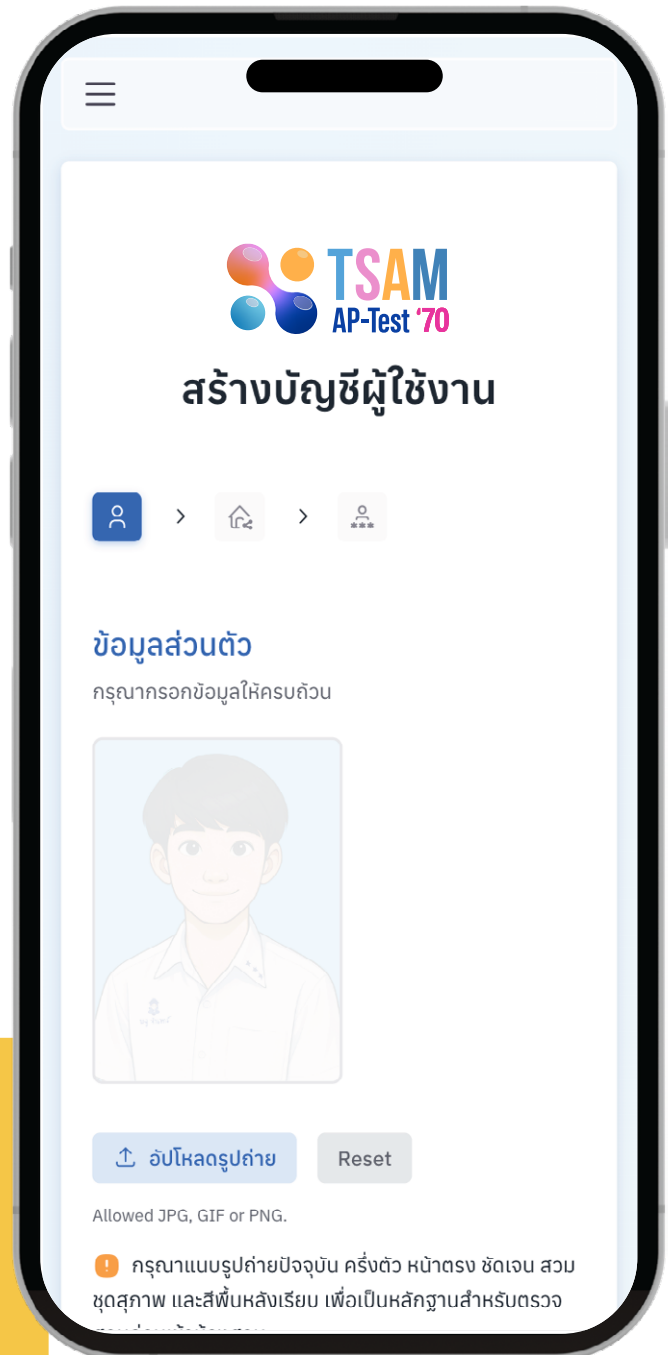 TSAM
AP-Test ‘70
สร้างบัญชีผู้ใช้งาน
ข้อมูลส่วนตัว
กรุณากรอกข้อมูลให้ครบถ้วน
อัปโหลดรูปถ่าย
Reset
Allowed JPG, GIF or PNG.
กรุณาแนบรูปถ่ายปัจจุบัน ครึ่งตัว หน้าตรง ชัดเจน สวม
ชุดสุภาพ และสีพื้นหลังเรียบ เพื่อเป็นหลักฐานสำหรับตรวจ